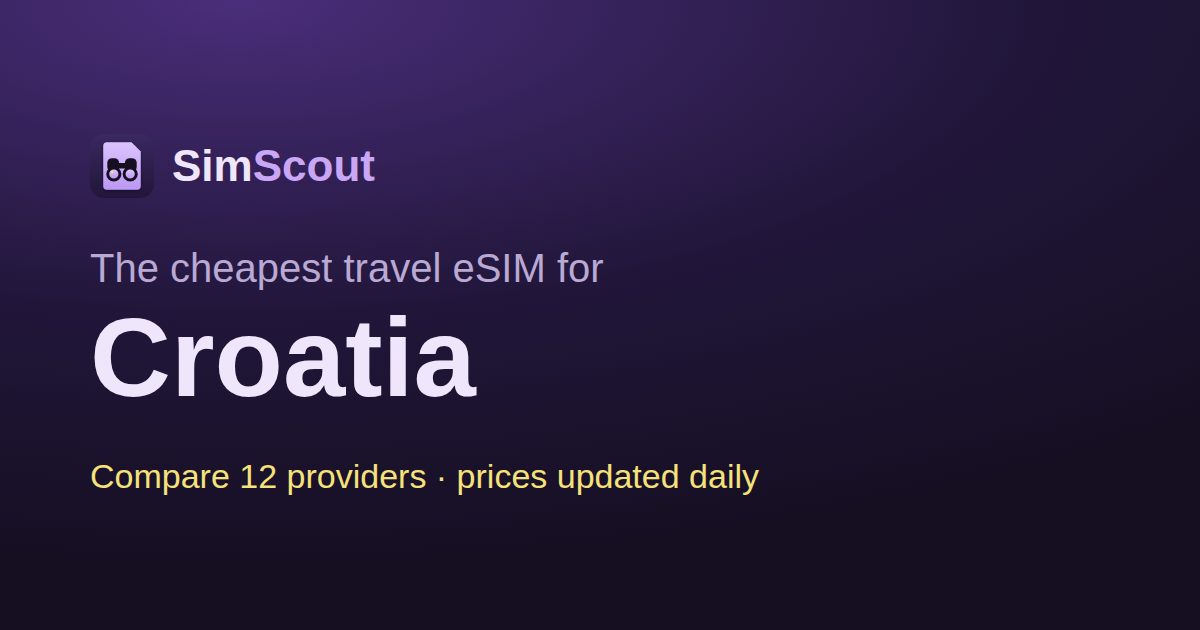 SimScout
The cheapest travel eSIM for
Croatia
Compare 12 providers · prices updated daily